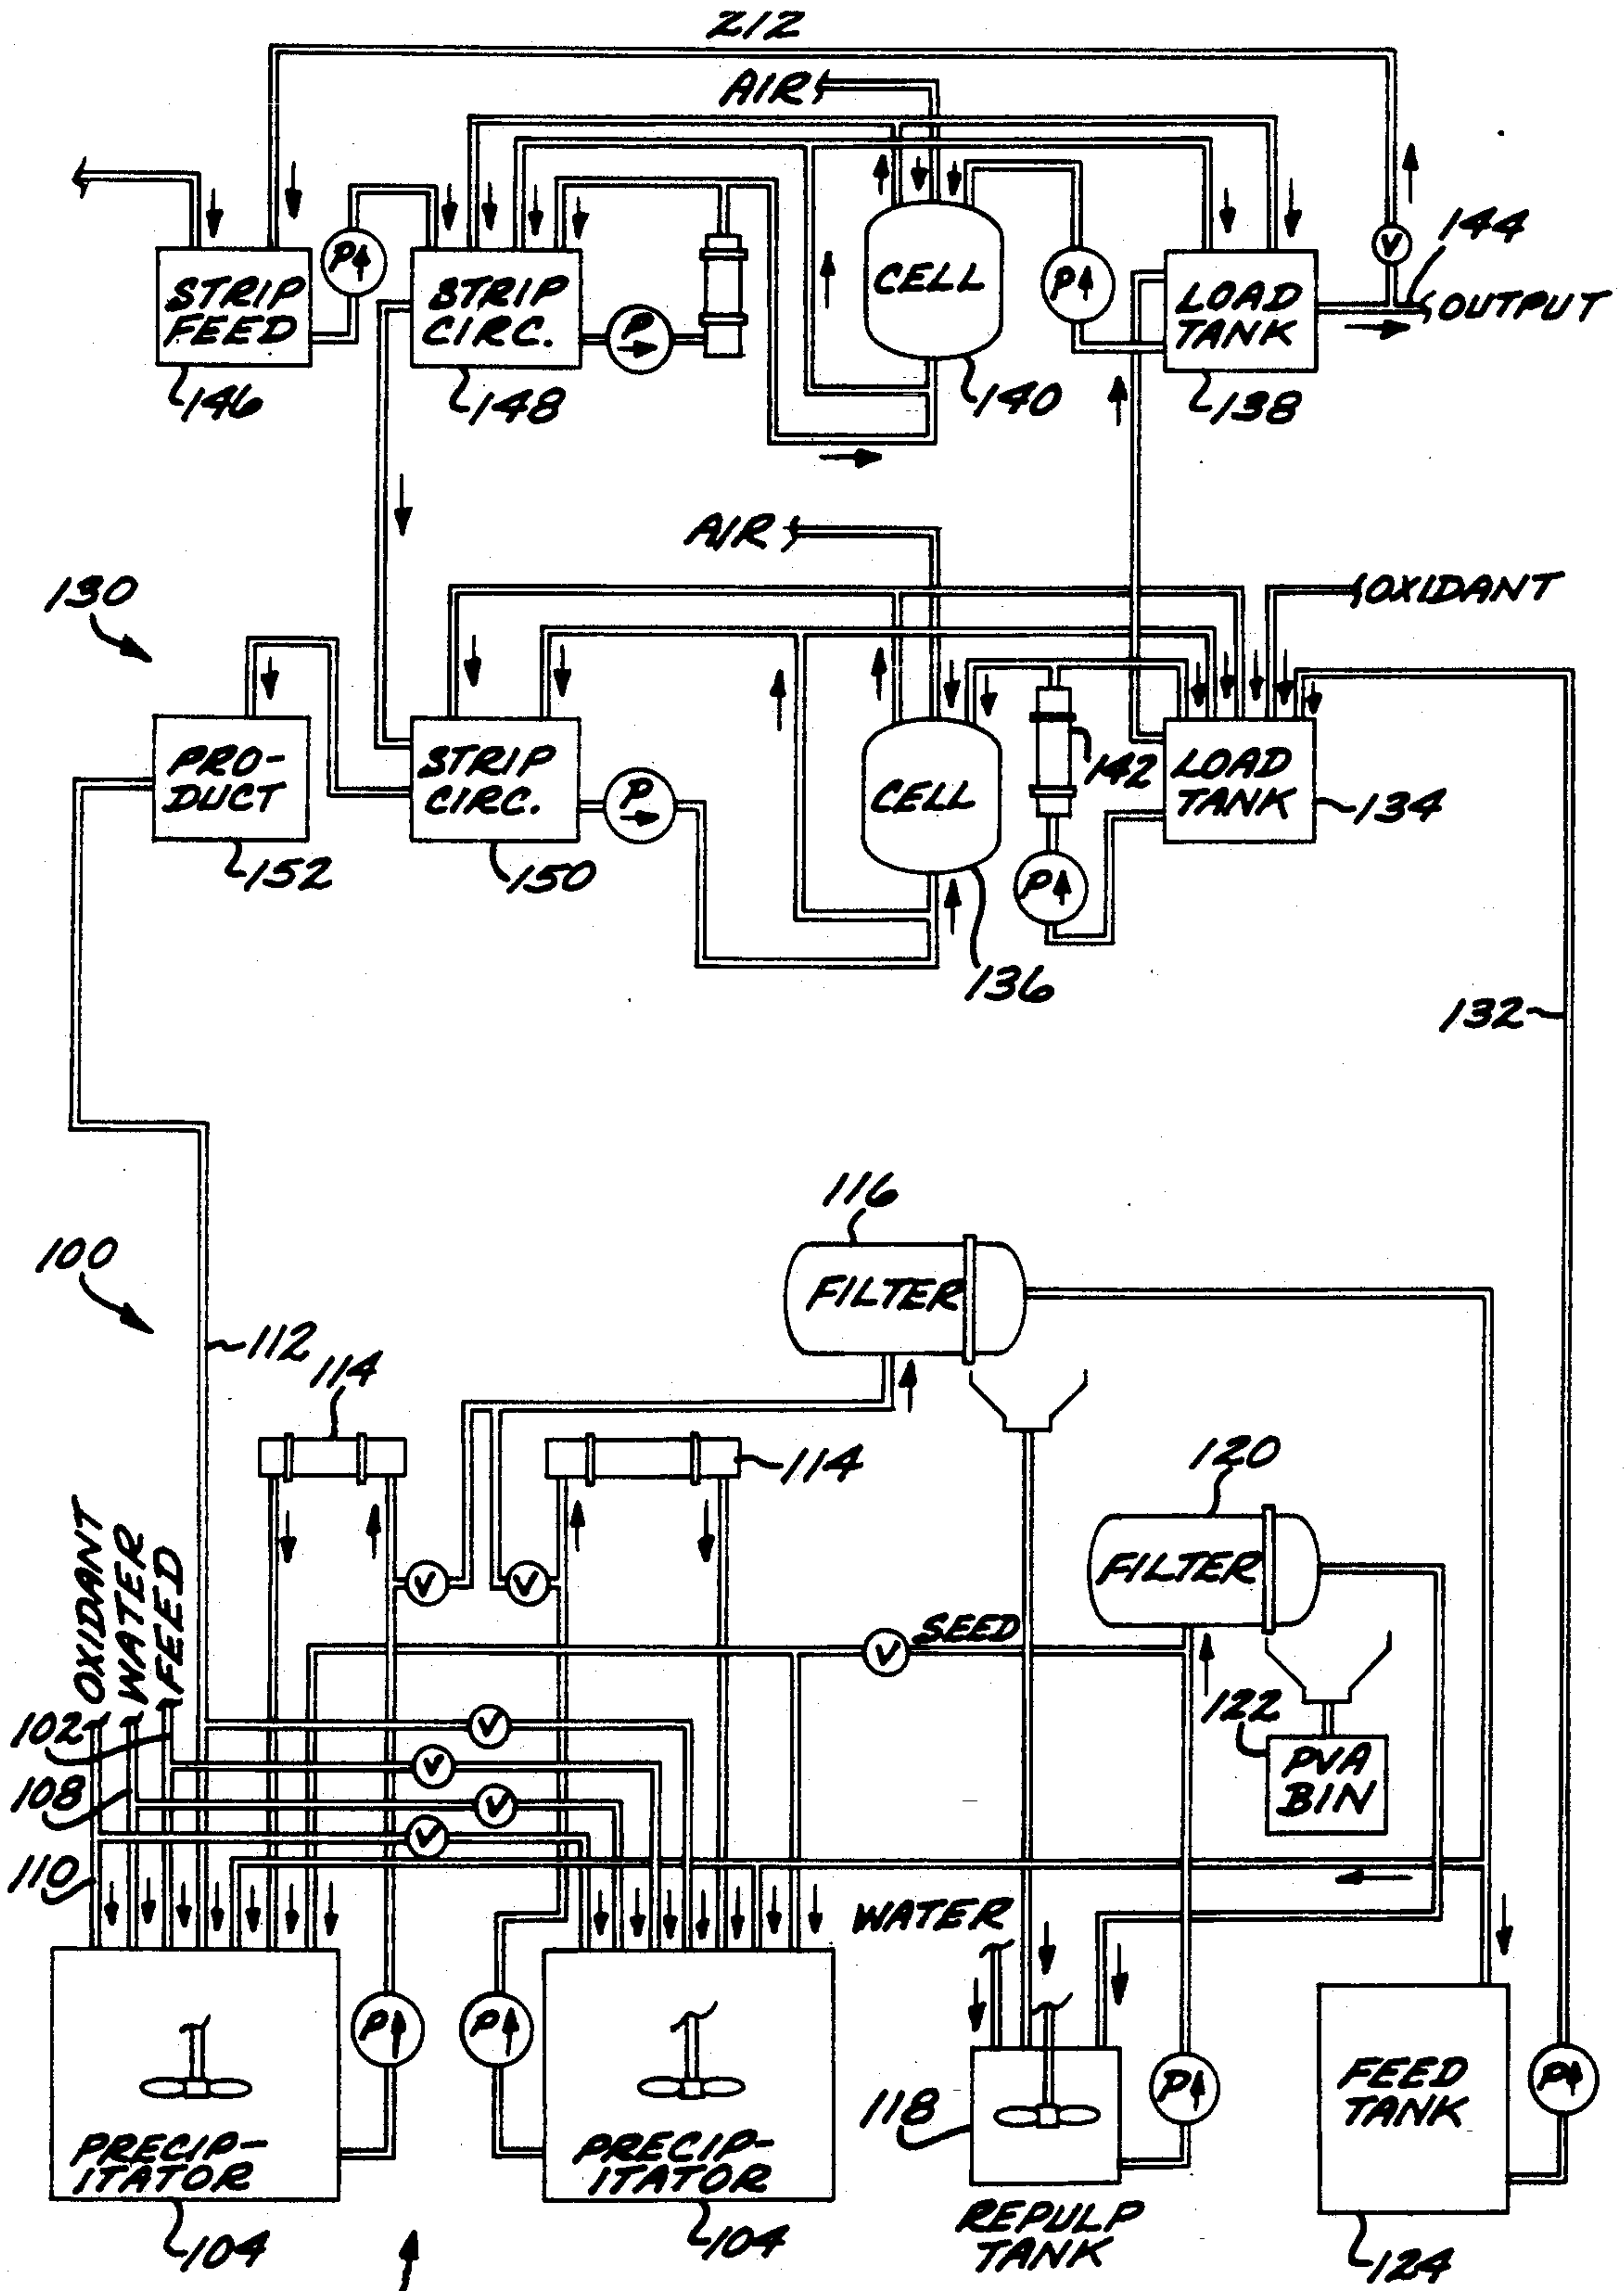 212
AIR
144
STRIP
FEED
P
STRIP
CIRC.
P
CELL
P
LOAD
TANK
V
OUTPUT
146
148
140
138
AIR
130
OXIDANT
PRO-
DUCT
STRIP
CIRC.
P
CELL
142
LOAD
TANK
134
152
150
P
136
132
116
100
FILTER
112
114
114
120
OXIDANT
WATER
FEED
V
V
FILTER
SEED
V
102
V
122
V
PVA
BIN
108
V
V
110
WATER
P
P
P
P
FEED
TANK
118
PRECIP-
ITATOR
PRECIP-
ITATOR
REPULP
TANK
104
104
124